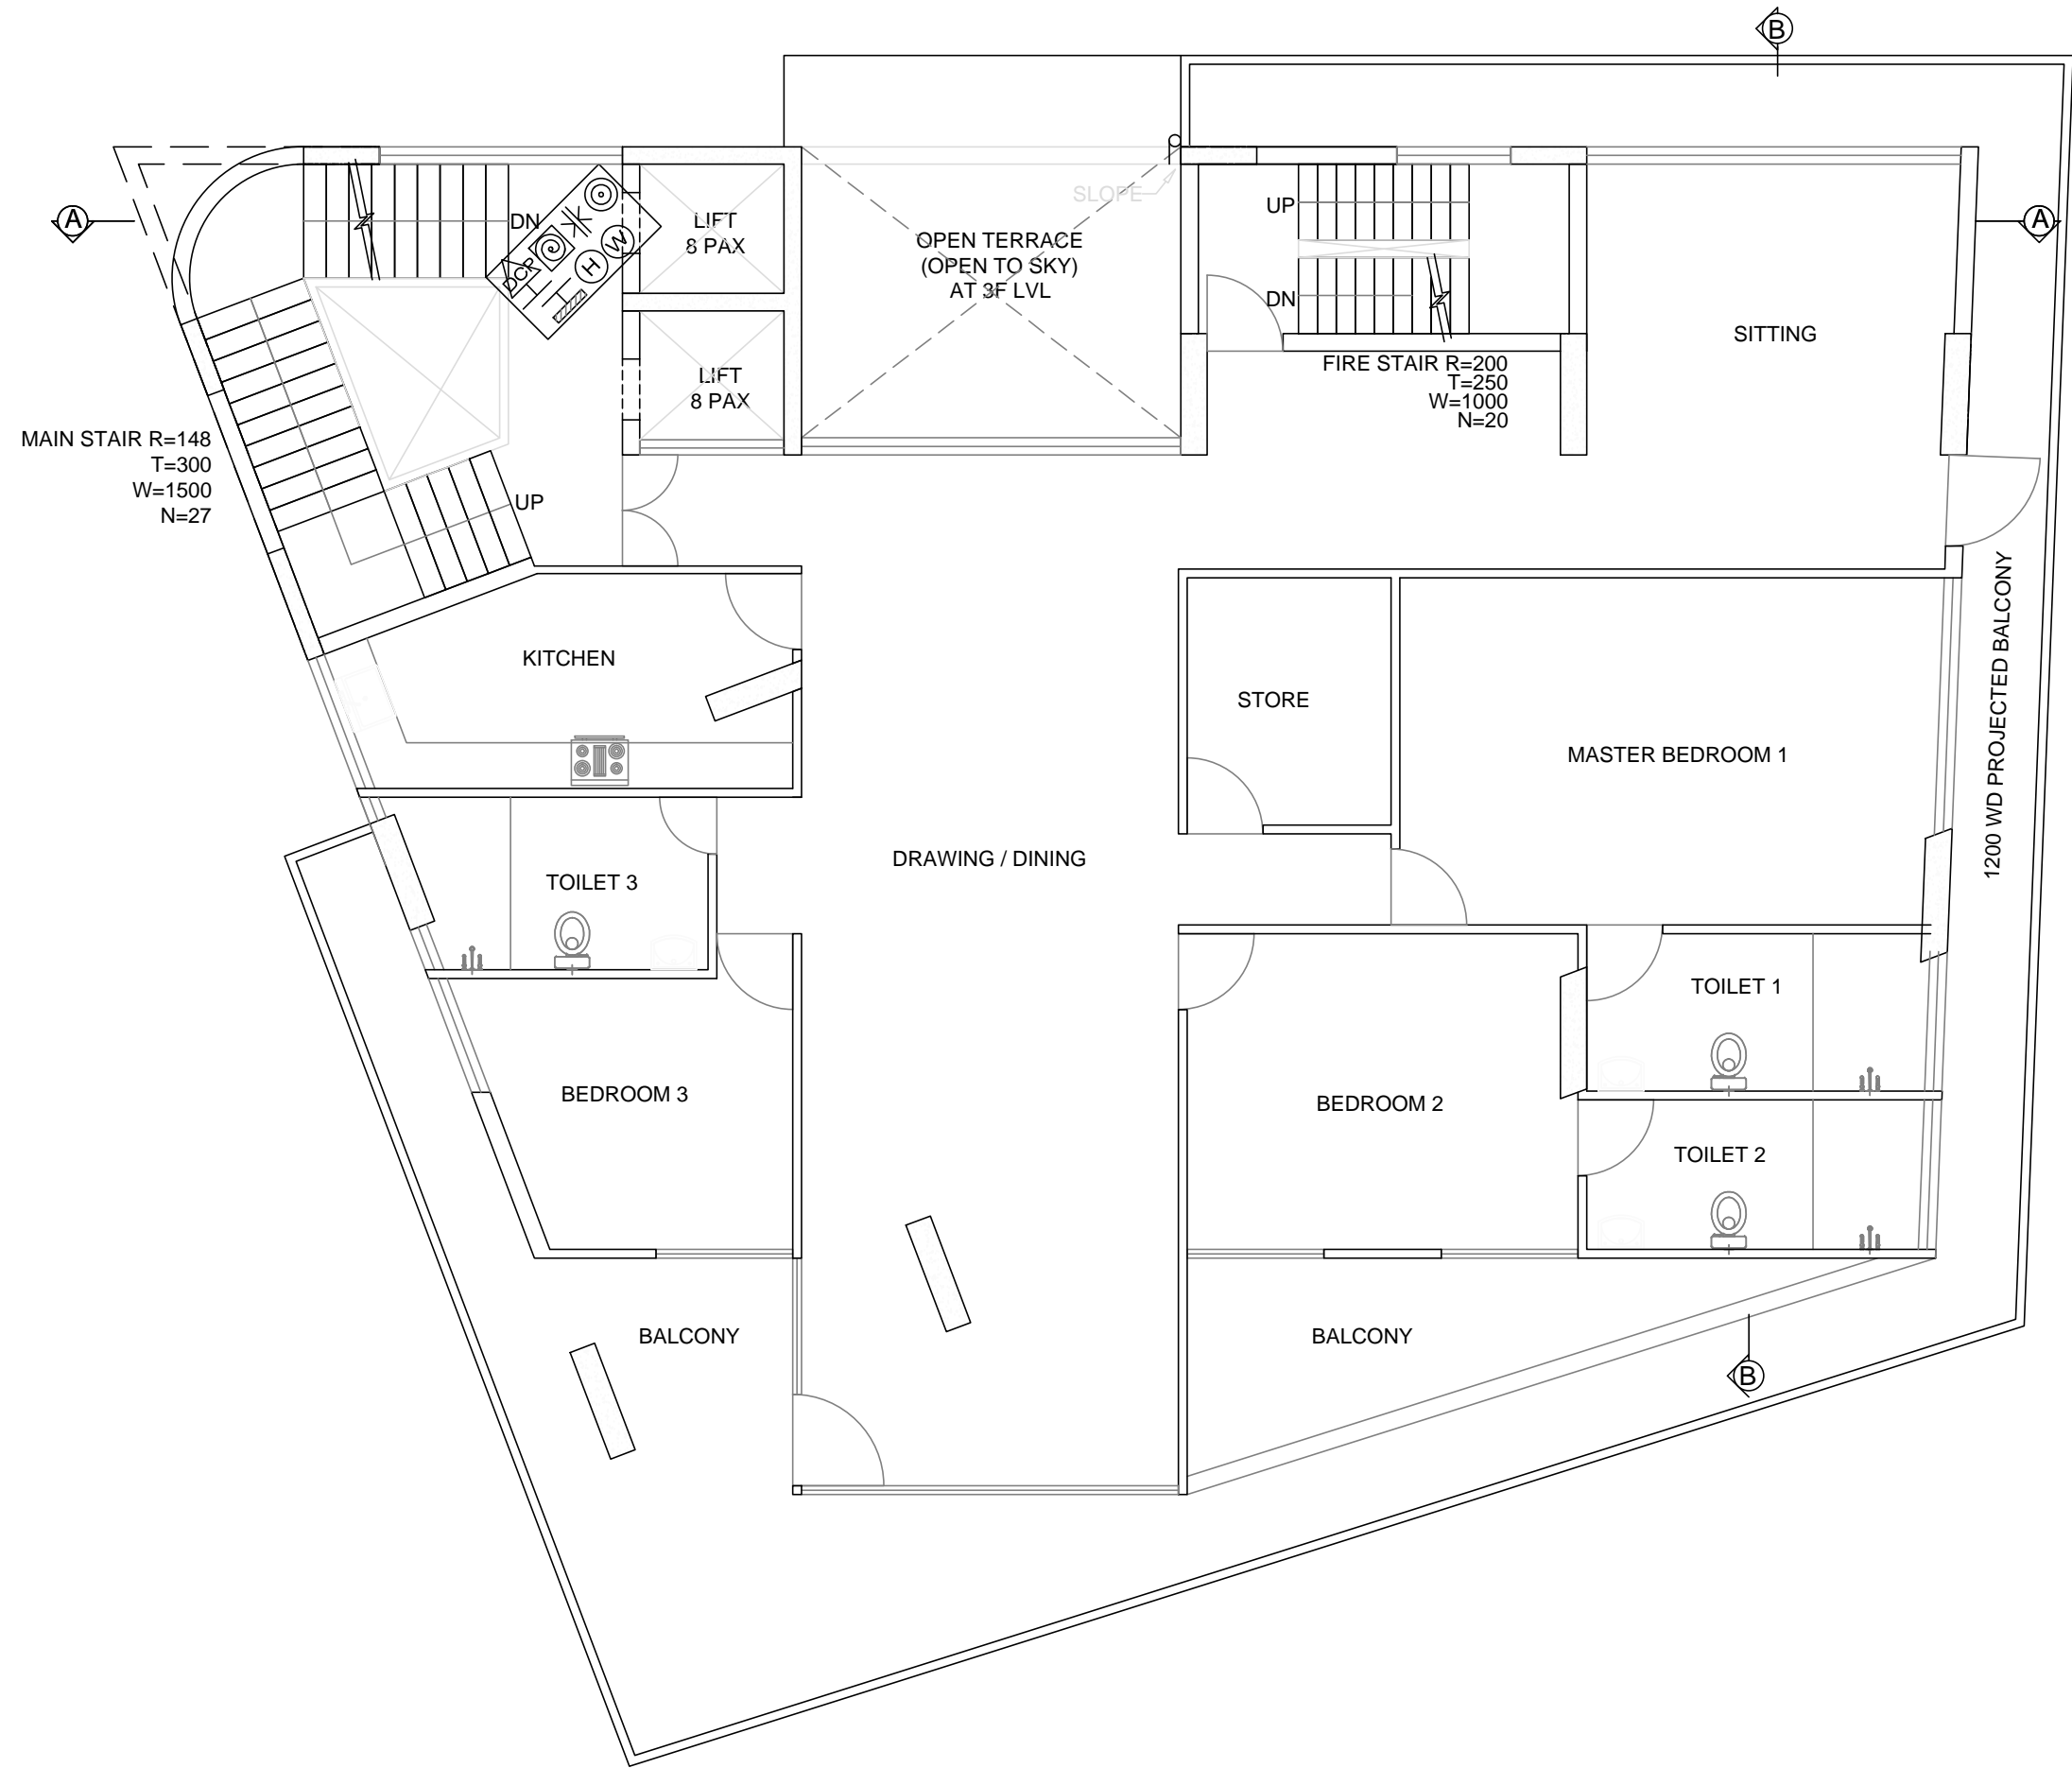 B
A
DN
DCP
H
W
LIFT
8 PAX
SLOPE
OPEN TERRACE
(OPEN TO SKY)
AT 3F LVL
UP
DN
A
SITTING
FIRE STAIR R=200
T=250
W=1000
N=20
LIFT
8 PAX
MAIN STAIR R=148
T=300
W=1500
N=27
UP
KITCHEN
STORE
MASTER BEDROOM 1
1200 WD PROJECTED BALCONY
DRAWING / DINING
TOILET 3
TOILET 1
BEDROOM 3
BEDROOM 2
TOILET 2
BALCONY
BALCONY
B